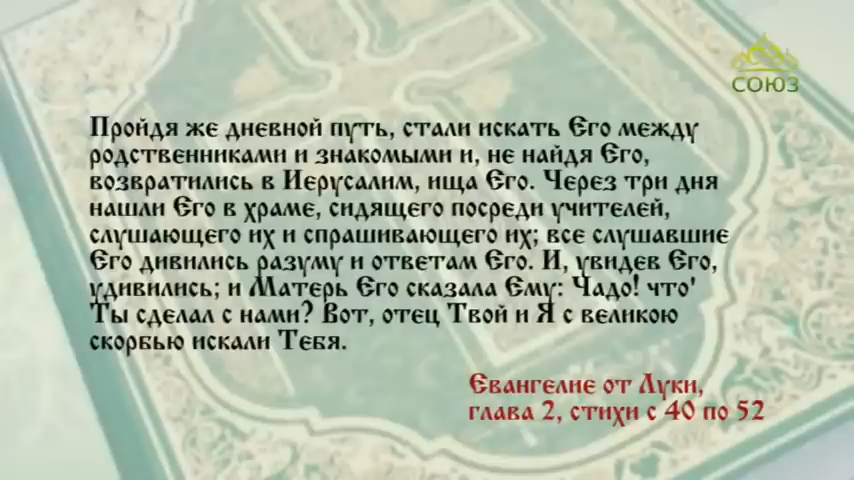 СОЮЗ
Пройдя же дневной путь, стали искать Его между
родственниками и знакомыми и, не найдя Его,
возвратились в Иерусалим, ища Его. Через три дня
нашли Его в храме, сидящего посреди учителей,
слушающего их и спрашивающего их; все слушавшие
Его дивились разуму и ответам Его. И, увидев Его,
удивились; и Матерь Его сказала Ему: Чадо! что'
Ты сделал с нами? Вот, отец Твой и Я с великою
скорбью искали Тебя.
Евангелие от Луки,
глава 2, стихи с 40 по 52